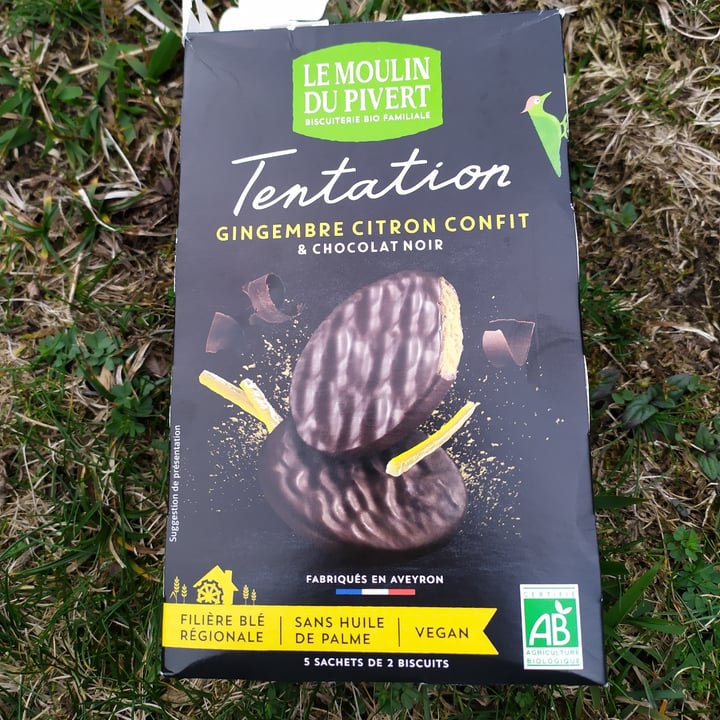 LE MOULIN
DU PIVERT
BISCUITERIE BIO FAMILIALE
Tentation
GINGEMBRE CITRON CONFIT
& CHOCOLAT NOIR
Suggestion de présentation
FABRIQUÉS EN AVEYRON
FILIÈRE BLÉ
RÉGIONALE
SANS HUILE
DE PALME
VEGAN
5 SACHETS DE 2 BISCUITS
CERTIFIÉ
AB
AGRICULTURE
BIOLOGIQUE